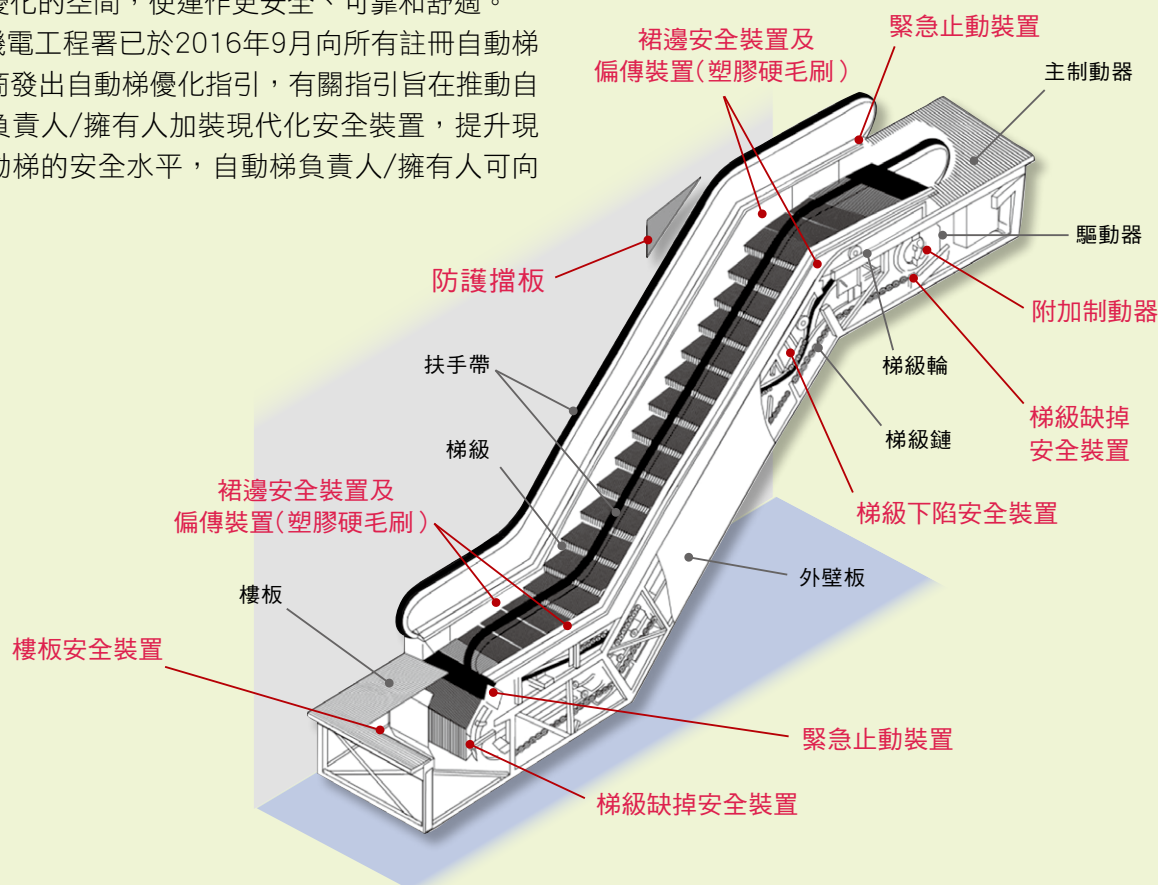 優化的空間，使運作更安全、可靠和舒適。
機電工程署已於2016年9月向所有註冊自動梯
商發出自動梯優化指引，有關指引旨在推動自
負責人/擁有人加裝現代化安全裝置，提升現
動梯的安全水平，自動梯負責人/擁有人可向
裙邊安全裝置及
偏傳裝置(塑膠硬毛刷)
緊急止動裝置
主制動器
驅動器
防護擋板
附加制動器
扶手帶
梯級輪
梯級缺掉
安全裝置
梯級鏈
梯級
裙邊安全裝置及
偏傳裝置(塑膠硬毛刷)
梯級下陷安全裝置
外壁板
樓板
樓板安全裝置
緊急止動裝置
梯級缺掉安全裝置